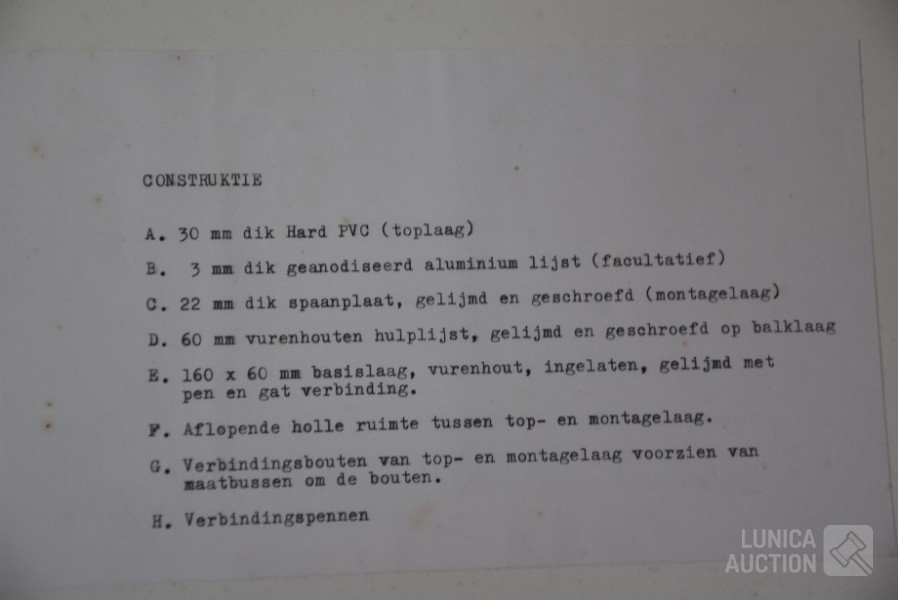 CONSTRUKTIE
A. 30 mm dik Hard PVC (toplaag)
B. 3 mm dik geanodiseerd aluminium lijst (facultatief)
C. 22 mm dik spaanplaat, gelijmd en geschroefd (montagelaag)
D. 60 mm vurenhouten hulplijst, gelijmd en geschroefd op balklaag
E. 160 x 60 mm basislaag, vurenhout, ingelaten, gelijmd met
pen en gat verbinding.
F. Aflopende holle ruimte tussen top- en montagelaag.
G. Verbindingsbouten van top- en montagelaag voorzien van
maatbussen om de bouten.
H. Verbindingspennen
LUNICA
AUCTION